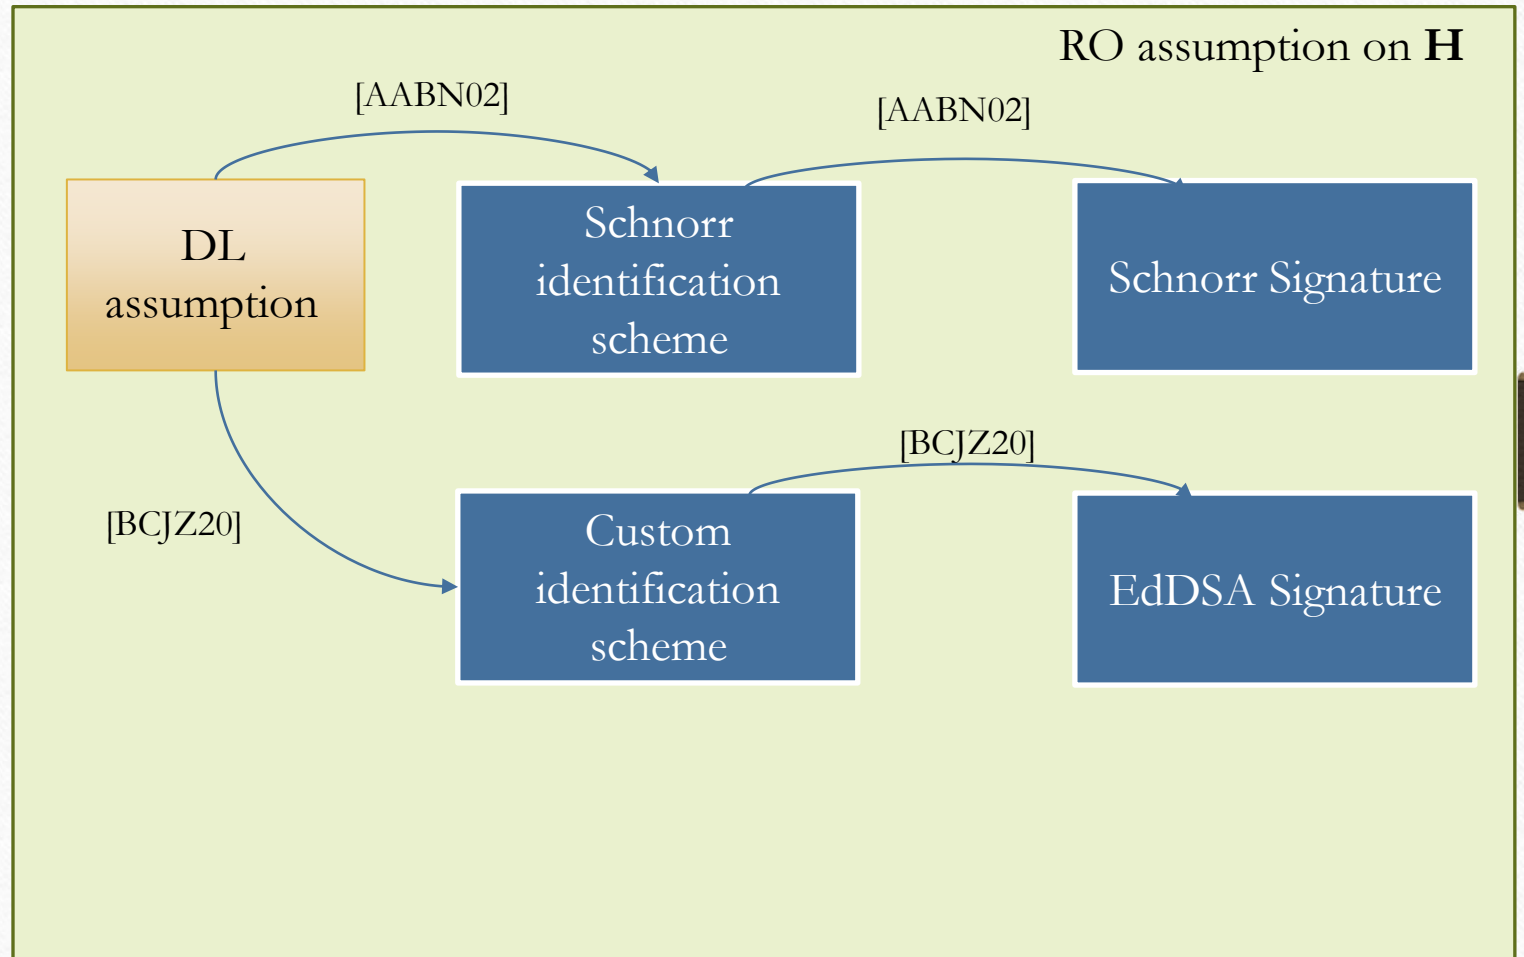 RO assumption on H
[AABN02]
[AABN02]
DL
assumption
Schnorr
identification
scheme
Schnorr Signature
[BCJZ20]
[BCJZ20]
Custom
identification
scheme
EdDSA Signature